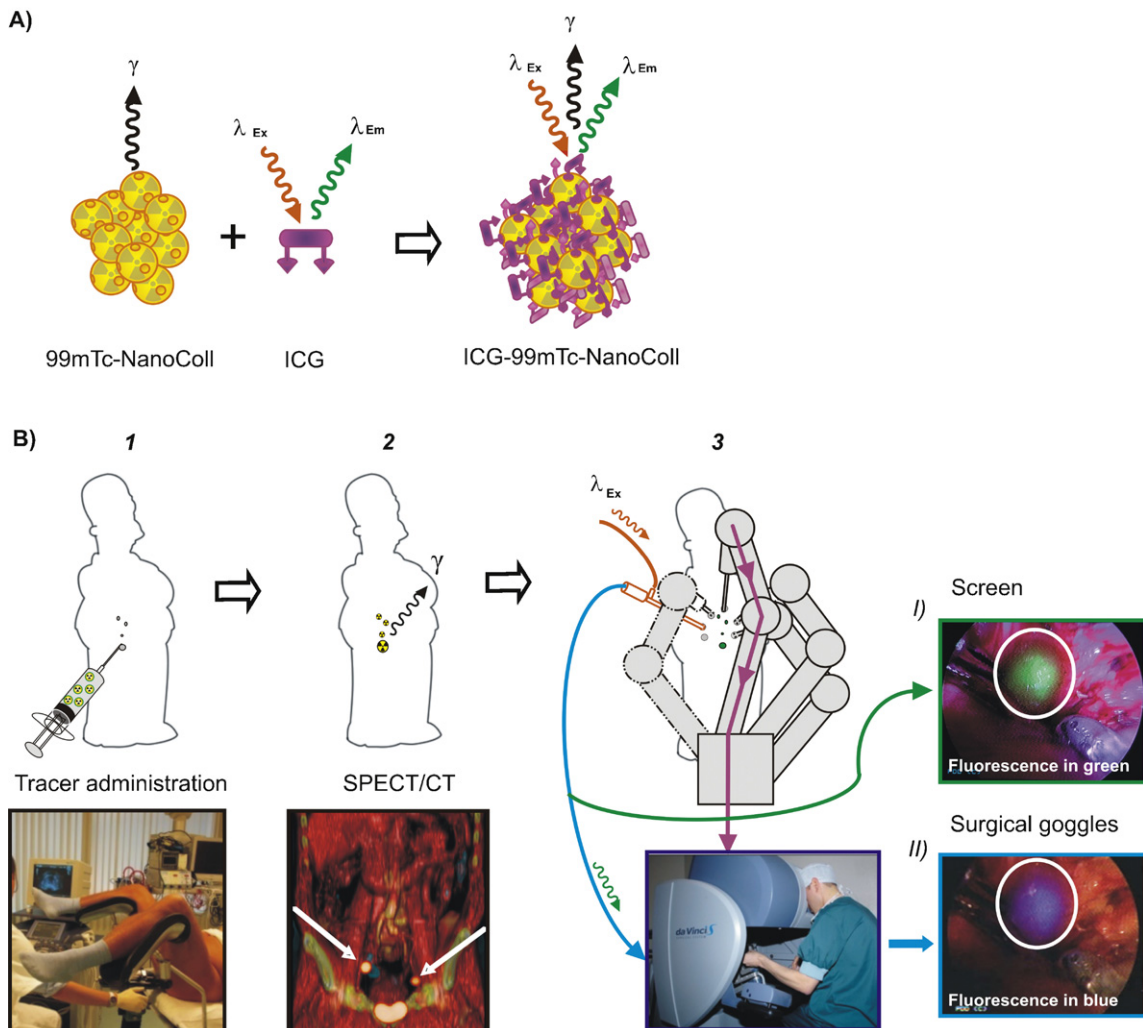 A)
γ
λ Ex
λ Em
+
γ
λ Ex
λ Em
99mTc-NanoColl
ICG
ICG-99mTc-NanoColl
B)
1
2
3
γ
λ Ex
Tracer administration
SPECT/CT
I)
Screen
Fluorescence in green
II)
Surgical goggles
da Vinci S
Fluorescence in blue